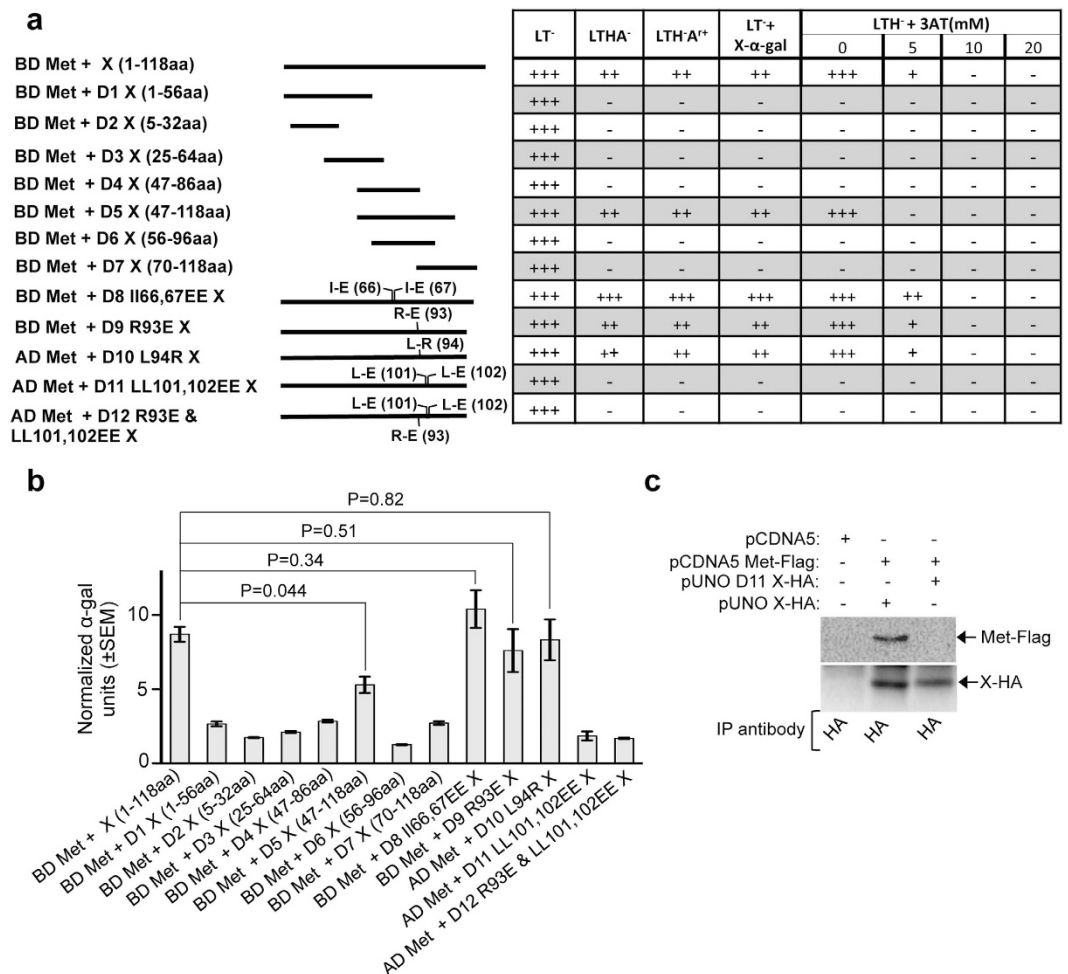 a
LT-
LTHA-
LTH-Ar+
LT-+ X-α-gal
LTH- + 3AT(mM)
0 5 10 20
BD Met + X (1-118aa) +++ ++ ++ ++ +++ + - -
BD Met + D1 X (1-56aa) +++ - - - - - - -
BD Met + D2 X (5-32aa) +++ - - - - - - -
BD Met + D3 X (25-64aa) +++ - - - - - - -
BD Met + D4 X (47-86aa) +++ - - - - - - -
BD Met + D5 X (47-118aa) +++ ++ ++ ++ +++ - - -
BD Met + D6 X (56-96aa) +++ - - - - - - -
BD Met + D7 X (70-118aa) +++ - - - - - - -
I-E (66) I-E (67)
BD Met + D8 II66,67EE X +++ +++ +++ +++ +++ ++ - -
R-E (93)
BD Met + D9 R93E X +++ ++ ++ ++ +++ + - -
L-R (94)
AD Met + D10 L94R X +++ ++ ++ ++ +++ + - -
L-E (101) L-E (102)
AD Met + D11 LL101,102EE X +++ - - - - - - -
L-E (101) L-E (102)
AD Met + D12 R93E & +++ - - - - - - -
LL101,102EE X
R-E (93)
b
P=0.82
P=0.51
P=0.34
P=0.044
Normalized α-gal
units (±SEM)
10
5
0
BD Met + X (1-118aa)
BD Met + D1 X (1-56aa)
BD Met + D2 X (5-32aa)
BD Met + D3 X (25-64aa)
BD Met + D4 X (47-86aa)
BD Met + D5 X (47-118aa)
BD Met + D6 X (56-96aa)
BD Met + D7 X (70-118aa)
BD Met + D8 II66,67EE X
BD Met + D9 R93E X
AD Met + D10 L94R X
AD Met + D11 LL101,102EE X
AD Met + D12 R93E & LL101,102EE X
c
pCDNA5: + - -
pCDNA5 Met-Flag: - + +
pUNO D11 X-HA: - - +
pUNO X-HA: - + -
Met-Flag
X-HA
IP antibody HA HA HA